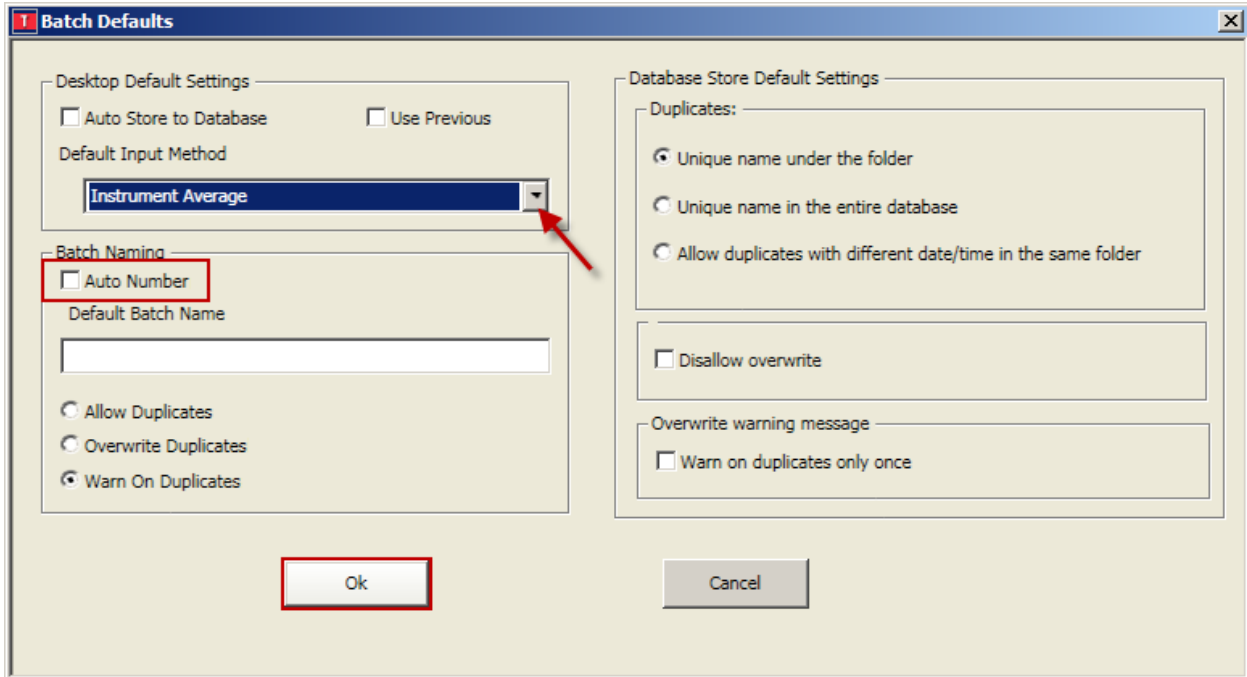 T Batch Defaults
Desktop Default Settings
Auto Store to Database
Use Previous
Default Input Method
Instrument Average
Batch Naming
Auto Number
Default Batch Name
Allow Duplicates
Overwrite Duplicates
Warn On Duplicates
Database Store Default Settings
Duplicates:
Unique name under the folder
Unique name in the entire database
Allow duplicates with different date/time in the same folder
Disallow overwrite
Overwrite warning message
Warn on duplicates only once
Ok
Cancel